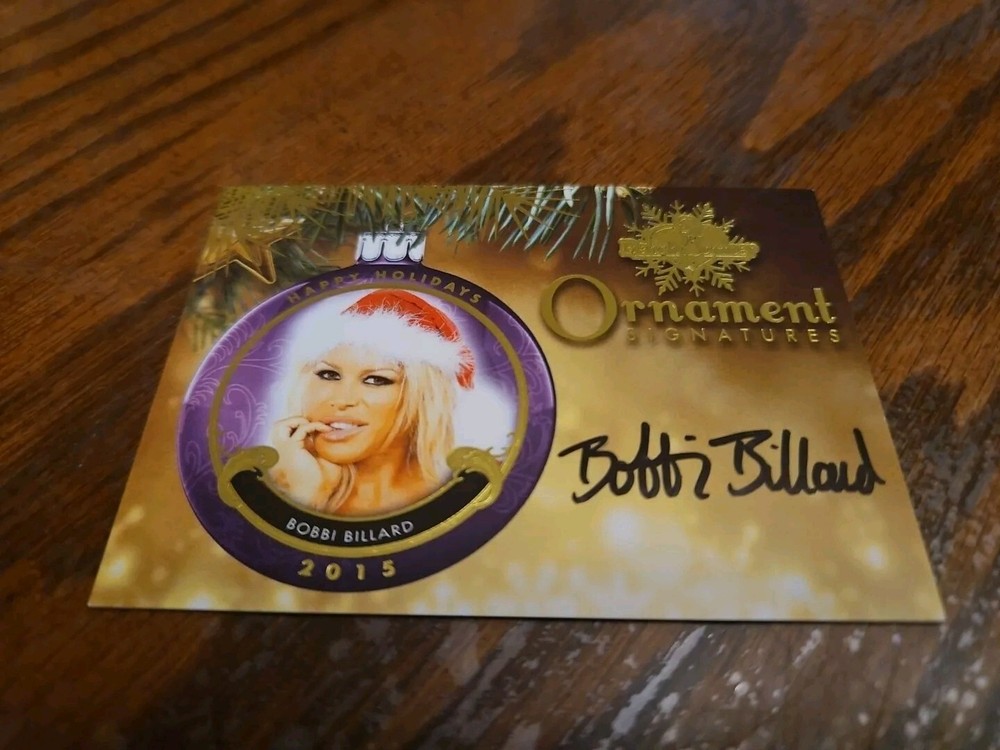 HAPPY HOLIDAYS
BOBBI BILLARD
2015
Ornament
SIGNATURES
Bobbi Billard